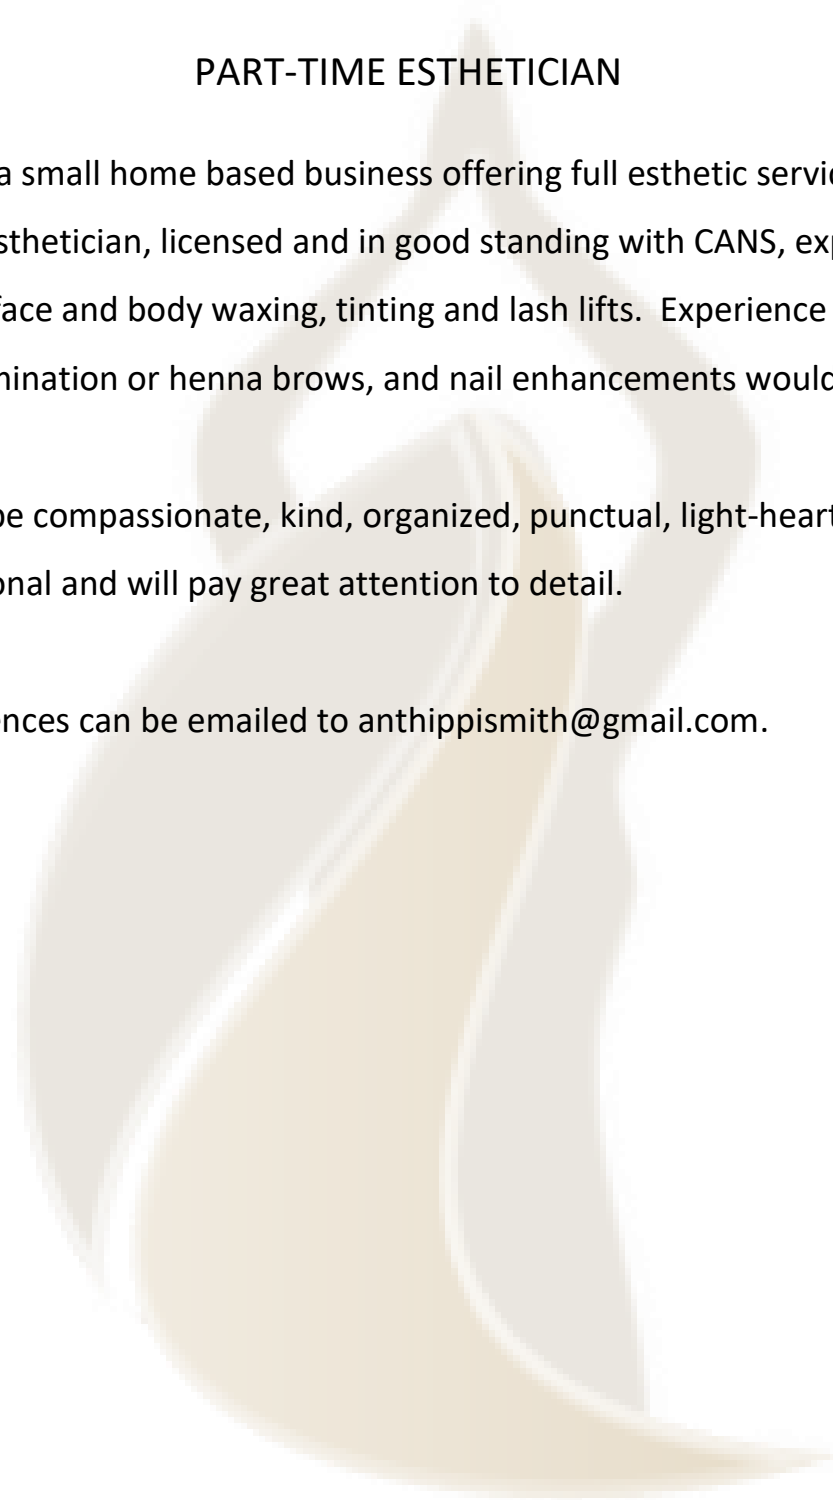 PART-TIME ESTHETICIAN
a small home based business offering full esthetic servic
sthetician, licensed and in good standing with CANS, exp
face and body waxing, tinting and lash lifts.  Experience
mination or henna brows, and nail enhancements would
be compassionate, kind, organized, punctual, light-heart
onal and will pay great attention to detail.
ences can be emailed to anthippismith@gmail.com.